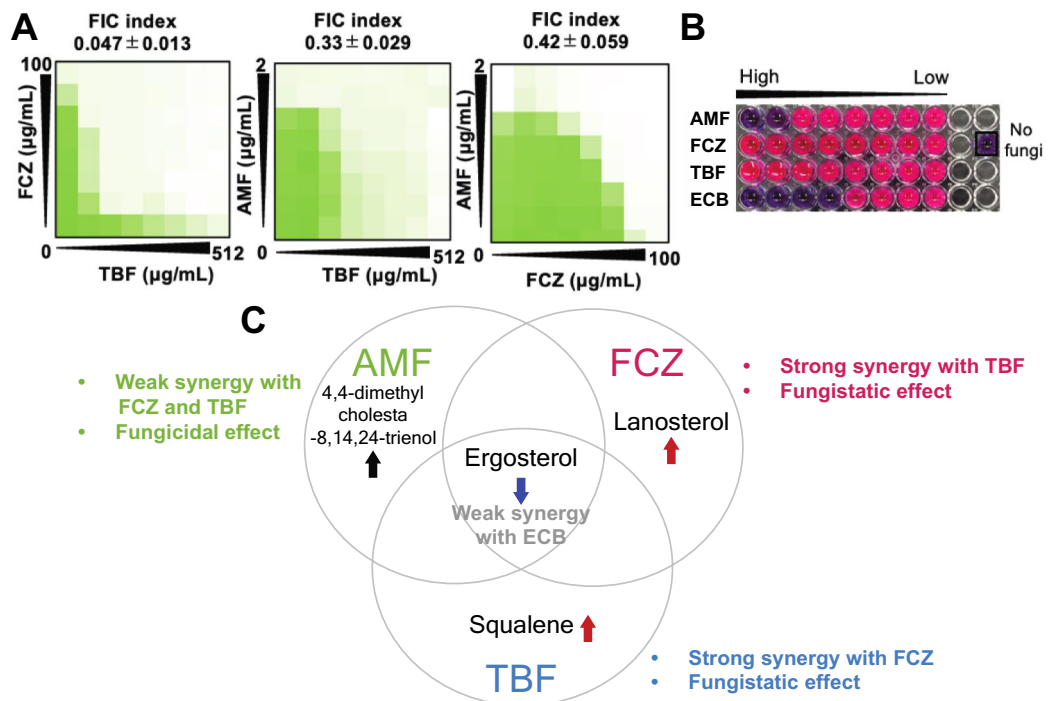 A
FIC index
0.047 ± 0.013
100
FCZ (µg/mL)
0
512
TBF (µg/mL)
FIC index
0.33 ± 0.029
2
AMF (µg/mL)
0
512
TBF (µg/mL)
FIC index
0.42 ± 0.059
2
AMF (µg/mL)
0
100
FCZ (µg/mL)
B
High
Low
AMF
FCZ
TBF
ECB
No
fungi
C
AMF
4,4-dimethyl
cholesta
-8,14,24-trienol
• Weak synergy with
FCZ and TBF
• Fungicidal effect
FCZ
Lanosterol
• Strong synergy with TBF
• Fungistatic effect
Ergosterol
Weak synergy
with ECB
Squalene
TBF
• Strong synergy with FCZ
• Fungistatic effect